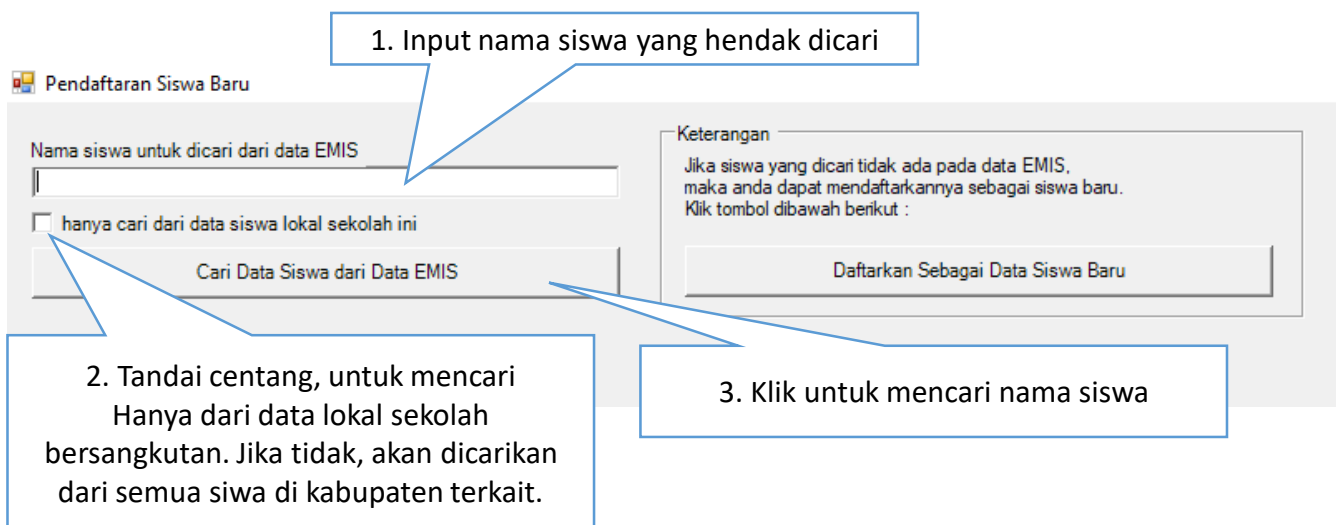 1. Input nama siswa yang hendak dicari
Pendaftaran Siswa Baru
Nama siswa untuk dicari dari data EMIS
hanya cari dari data siswa lokal sekolah ini
Cari Data Siswa dari Data EMIS
Keterangan
Jika siswa yang dicari tidak ada pada data EMIS,
maka anda dapat mendaftarkannya sebagai siswa baru.
Klik tombol dibawah berikut :
Daftarkan Sebagai Data Siswa Baru
2. Tandai centang, untuk mencari
Hanya dari data lokal sekolah
bersangkutan. Jika tidak, akan dicarikan
dari semua siwa di kabupaten terkait.
3. Klik untuk mencari nama siswa